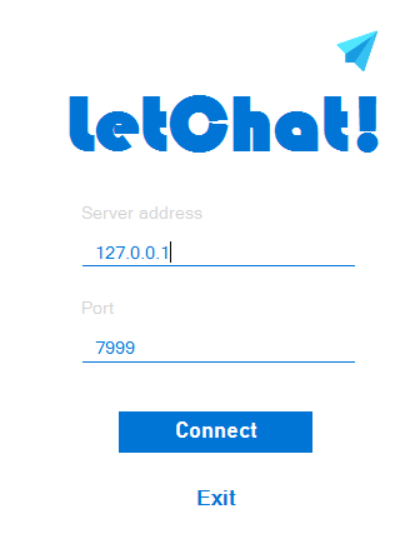 LetChat!
Server address
127.0.0.1
Port
7999
Connect
Exit